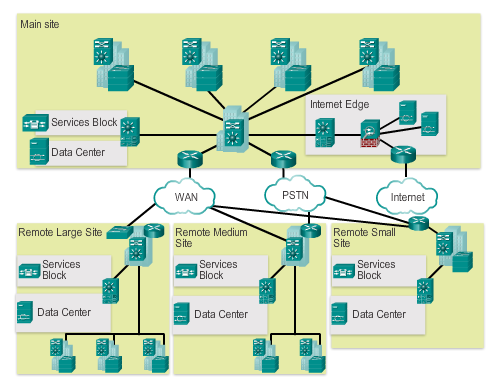 Main site
Internet Edge
Services Block
Data Center
WAN
PSTN
Internet
Remote Large Site
Services
Block
Data Center
Remote Medium
Site
Services
Block
Data Center
Remote Small
Site
Services
Block
Data Center